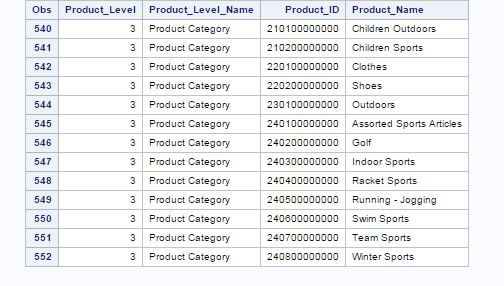 Obs Product_Level Product_Level_Name Product_ID Product_Name
540 3 Product Category 210100000000 Children Outdoors
541 3 Product Category 210200000000 Children Sports
542 3 Product Category 220100000000 Clothes
543 3 Product Category 220200000000 Shoes
544 3 Product Category 230100000000 Outdoors
545 3 Product Category 240100000000 Assorted Sports Articles
546 3 Product Category 240200000000 Golf
547 3 Product Category 240300000000 Indoor Sports
548 3 Product Category 240400000000 Racket Sports
549 3 Product Category 240500000000 Running - Jogging
550 3 Product Category 240600000000 Swim Sports
551 3 Product Category 240700000000 Team Sports
552 3 Product Category 240800000000 Winter Sports